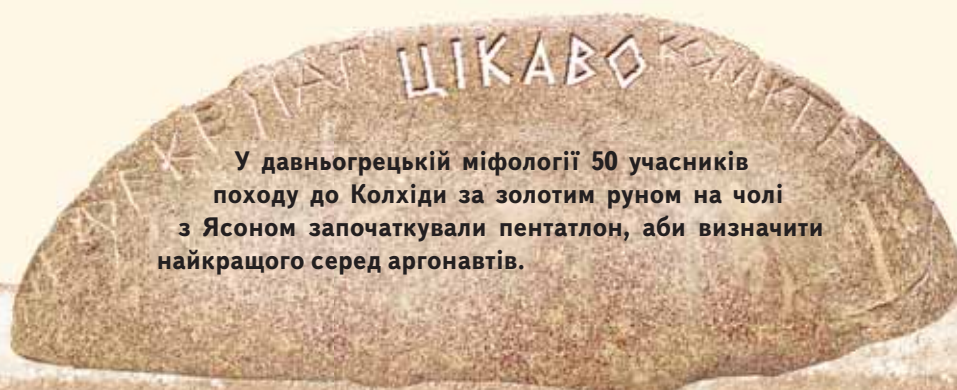 ЦІКАВО
У давньогрецькій міфології 50 учасників
походу до Колхіди за золотим руном на чолі
з Ясоном започаткували пентатлон, аби визначити
найкращого серед аргонавтів.